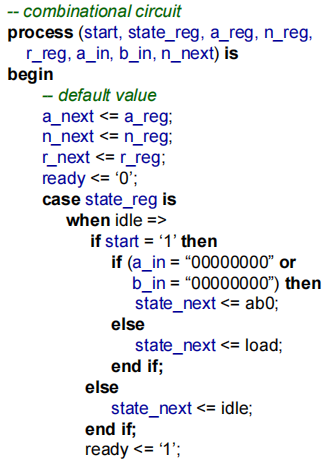 -- combinational circuit
process (start, state_reg, a_reg, n_reg,
r_reg, a_in, b_in, n_next) is
begin
-- default value
a_next <= a_reg;
n_next <= n_reg;
r_next <= r_reg;
ready <= ‘0’;
case state_reg is
when idle =>
if start = ‘1’ then
if (a_in = “00000000” or
b_in = “00000000”) then
state_next <= ab0;
else
state_next <= load;
end if;
else
state_next <= idle;
end if;
ready <= ‘1’;